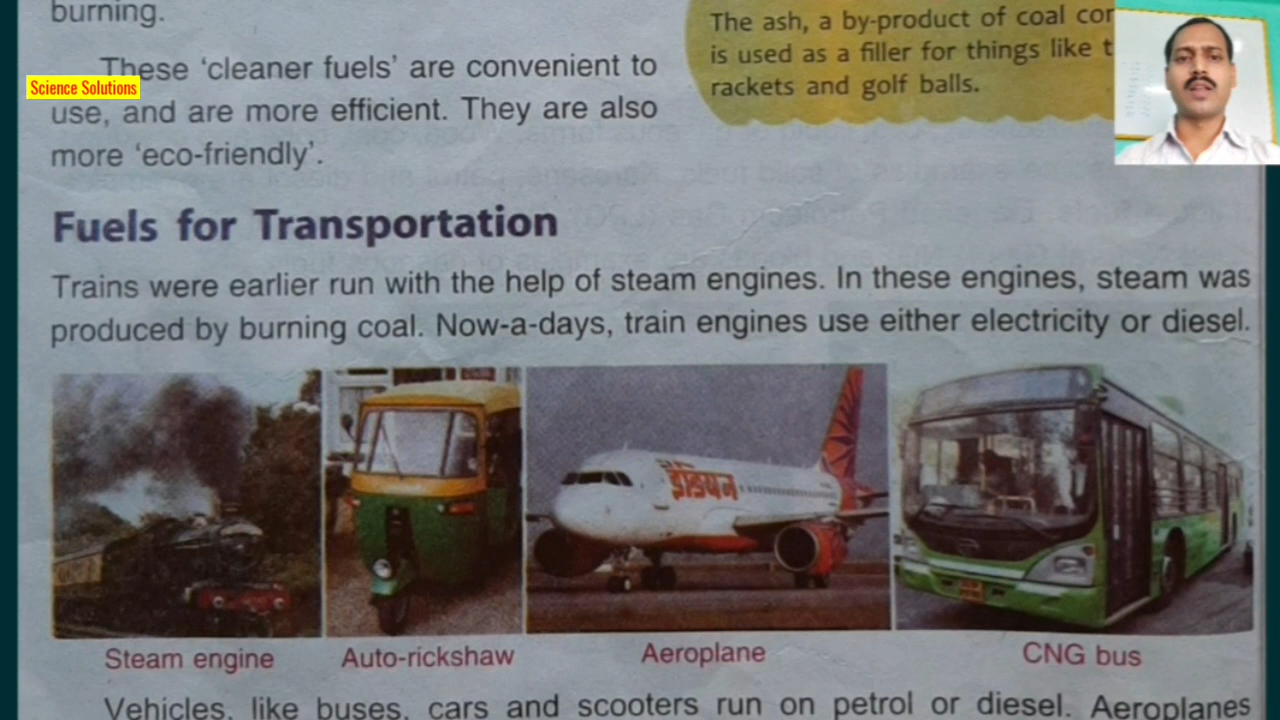 burning.
These ‘cleaner fuels’ are convenient to
use, and are more efficient. They are also
more ‘eco-friendly’.
The ash, a by-product of coal
is used as a filler for things like
rackets and golf balls.
Science Solutions
Fuels for Transportation
Trains were earlier run with the help of steam engines. In these engines, steam was
produced by burning coal. Now-a-days, train engines use either electricity or diesel.
इंडियन
Steam engine
Auto-rickshaw
Aeroplane
CNG bus
Vehicles, like buses, cars and scooters run on petrol or diesel. Aeroplanes